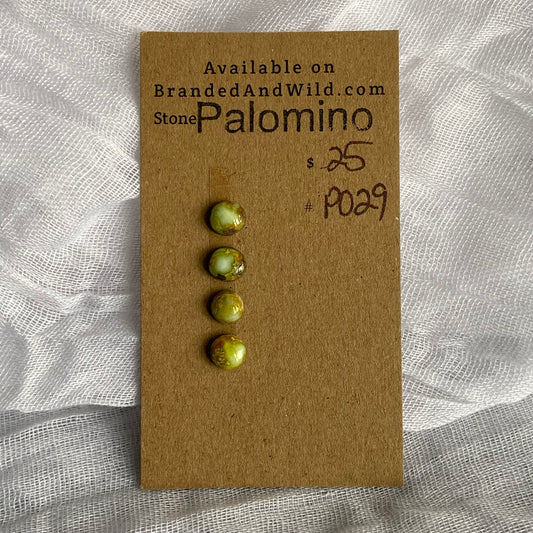 Available on
BrandedAndWild.com
Stone Palomino
$ 25
# P029